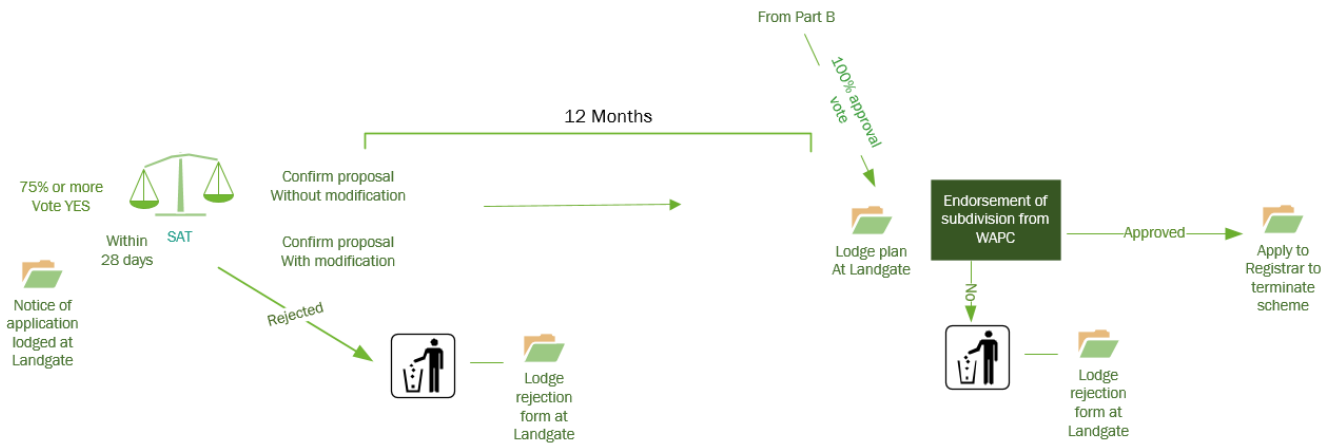 From Part B
100% approval
vote
12 Months
75% or more
Vote YES
SAT
Within
28 days
Confirm proposal
Without modification
Confirm proposal
With modification
Notice of
application
lodged at
Landgate
Rejected
Lodge
rejection
form at
Landgate
Lodge plan
At Landgate
Endorsement of
subdivision from
WAPC
Approved
Apply to
Registrar to
terminate
scheme
No
Lodge
rejection
form at
Landgate